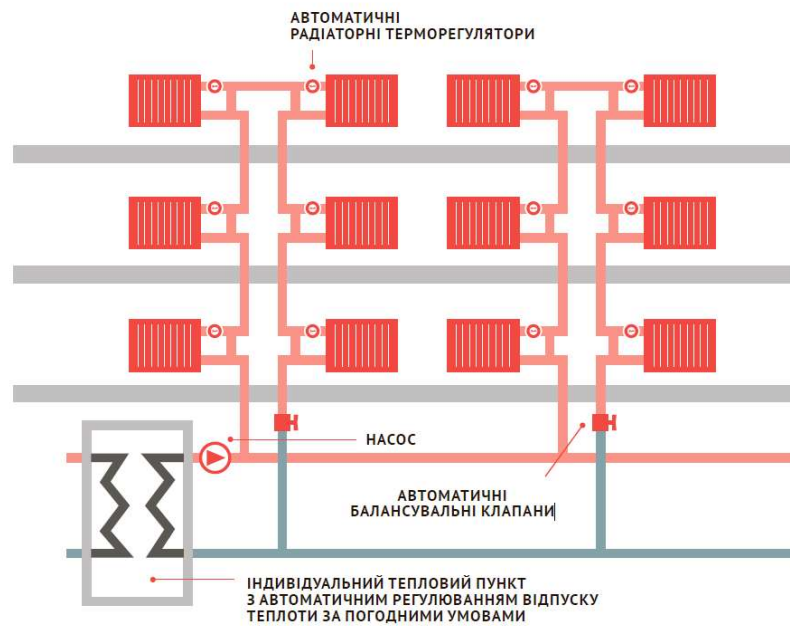 АВТОМАТИЧНІ
РАДІАТОРНІ ТЕРМОРЕГУЛЯТОРИ
НАСОС
АВТОМАТИЧНІ
БАЛАНСУВАЛЬНІ КЛАПАНИ
ІНДИВІДУАЛЬНИЙ ТЕПЛОВИЙ ПУНКТ
З АВТОМАТИЧНИМ РЕГУЛЮВАННЯМ ВІДПУСКУ
ТЕПЛОТИ ЗА ПОГОДНИМИ УМОВАМИ